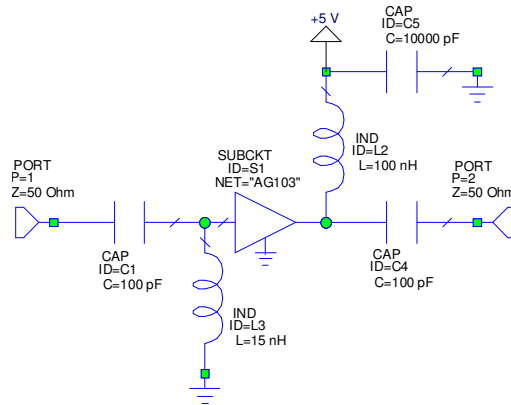 +5 V
CAP
ID=C5
C=10000 pF
IND
ID=L2
L=100 nH
SUBCKT
ID=S1
NET="AG103"
PORT
P=1
Z=50 Ohm
PORT
P=2
Z=50 Ohm
CAP
ID=C1
C=100 pF
CAP
ID=C4
C=100 pF
IND
ID=L3
L=15 nH